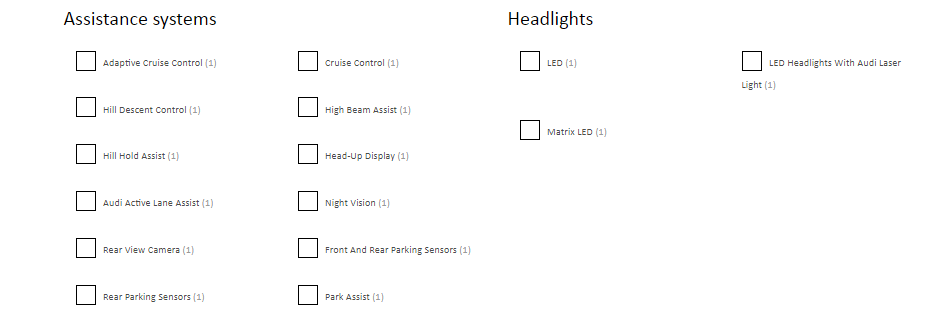 Assistance systems
Adaptive Cruise Control (1)
Cruise Control (1)
Hill Descent Control (1)
High Beam Assist (1)
Hill Hold Assist (1)
Head-Up Display (1)
Audi Active Lane Assist (1)
Night Vision (1)
Rear View Camera (1)
Front And Rear Parking Sensors (1)
Rear Parking Sensors (1)
Park Assist (1)
Headlights
LED (1)
LED Headlights With Audi Laser
Light (1)
Matrix LED (1)